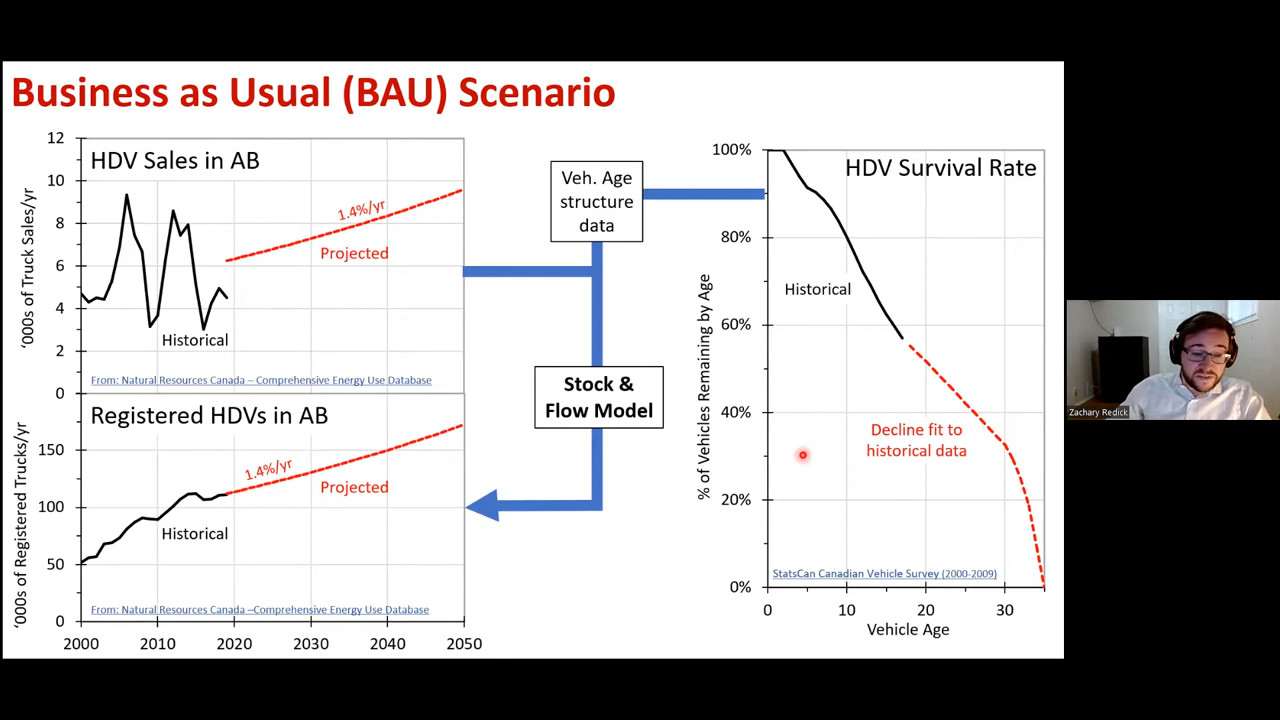 Business as Usual (BAU) Scenario
12
10
8
6
4
2
0
'000s of Truck Sales/yr
HDV Sales in AB
1.4%/yr
Projected
Historical
From: Natural Resources Canada – Comprehensive Energy Use Database
150
100
50
0
'000s of Registered Trucks/yr
Registered HDVs in AB
1.4%/yr
Projected
Historical
From: Natural Resources Canada –Comprehensive Energy Use Database
2000
2010
2020
2030
2040
2050
Veh. Age
structure
data
Stock &
Flow Model
100%
80%
60%
40%
20%
0%
% of Vehicles Remaining by Age
HDV Survival Rate
Historical
Decline fit to
historical data
StatsCan Canadian Vehicle Survey (2000-2009)
0
10
20
30
Vehicle Age
Zachary Redick